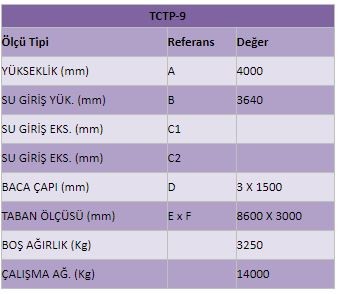 TCTP-9
Ölçü Tipi Referans Değer
YÜKSEKLİK (mm) A 4000
SU GİRİŞ YÜK. (mm) B 3640
SU GİRİŞ EKS. (mm) C1
SU GİRİŞ EKS. (mm) C2
BACA ÇAPI (mm) D 3 X 1500
TABAN ÖLÇÜSÜ (mm) E x F 8600 X 3000
BOŞ AĞIRLIK (Kg) 3250
ÇALIŞMA AĞ. (Kg) 14000